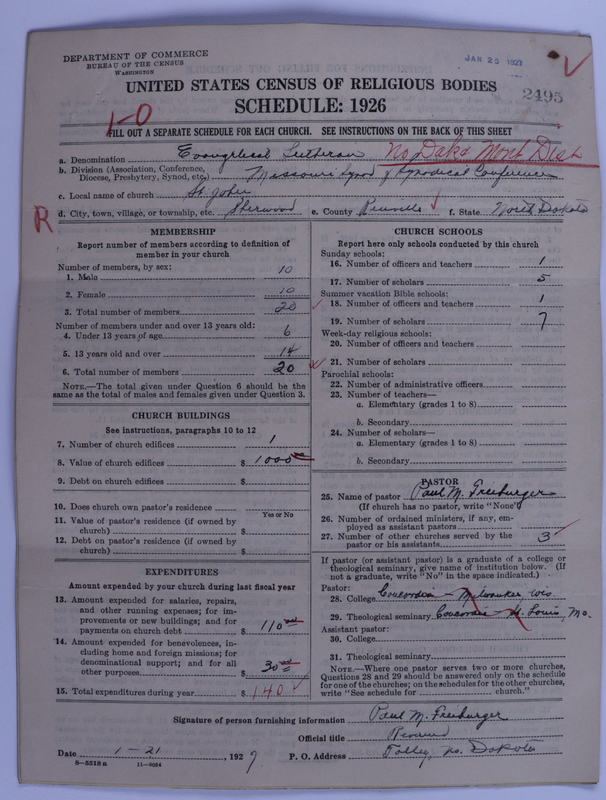 DEPARTMENT OF COMMERCE
BUREAU OF THE CENSUS
WASHINGTON
JAN 25 1927
UNITED STATES CENSUS OF RELIGIOUS BODIES
SCHEDULE: 1926
2495
1-0
FILL OUT A SEPARATE SCHEDULE FOR EACH CHURCH. SEE INSTRUCTIONS ON THE BACK OF THIS SHEET
a. Denomination Evangelical Lutheran No. Daka & Mont Dist
b. Division (Association, Conference, Diocese, Presbytery, Synod, etc.) Missouri Synod of Synodical Conference
c. Local name of church St. John
R
d. City, town, village, or township, etc. Sherwood e. County Renville f. State North Dakota
MEMBERSHIP
Report number of members according to definition of
member in your church
Number of members, by sex:
1. Male 10
2. Female 10
3. Total number of members 20
Number of members under and over 13 years old:
4. Under 13 years of age 6
5. 13 years old and over 14
6. Total number of members 20
NOTE.—The total given under Question 6 should be the
same as the total of males and females given under Question 3.
CHURCH BUILDINGS
See instructions, paragraphs 10 to 12
7. Number of church edifices 1
8. Value of church edifices $ 1000
9. Debt on church edifices $
10. Does church own pastor's residence
Yes or No
11. Value of pastor's residence (if owned by
church) $
12. Debt on pastor's residence (if owned by
church) $
EXPENDITURES
Amount expended by church during last fiscal year
13. Amount expended for salaries, repairs,
and other running expenses; for im-
provements or new buildings; and for
payments on church debt $ 110
14. Amount expended for benevolences, in-
cluding home and foreign missions; for
denominational support; and for all
other purposes $ 30
15. Total expenditures during year $ 140
CHURCH SCHOOLS
Report here only schools conducted by this church
Sunday schools:
16. Number of officers and teachers 1
17. Number of scholars 5
Summer vacation Bible schools:
18. Number of officers and teachers 1
19. Number of scholars 7
Week-day religious schools:
20. Number of officers and teachers
21. Number of scholars
Parochial schools:
22. Number of administrative officers
23. Number of teachers—
a. Elementary (grades 1 to 8)
b. Secondary
24. Number of scholars—
a. Elementary (grades 1 to 8)
b. Secondary
PASTOR
25. Name of pastor Paul M. Freiburger
(If church has no pastor, write "None")
26. Number of ordained ministers, if any, em-
ployed as assistant pastors
27. Number of other churches served by the
pastor or his assistants 3
If pastor (or assistant pastor) is a graduate of a college or
theological seminary, give name of institution below. (If
not a graduate, write "No" in the space indicated.)
Pastor:
28. College Concordia – Milwaukee Wis
29. Theological seminary Concordia – St. Louis, Mo.
Assistant pastor:
30. College
31. Theological seminary
NOTE.—Where one pastor serves two or more churches,
Questions 28 and 29 should be answered only on the schedule
for one of the churches; on the schedules for the other churches,
write "See schedule for church."
Signature of person furnishing information Paul M. Freiburger
Official title Reverend
Date 1-21, 1927 P. O. Address Tolley, No. Dakota
8—5518a 11—9034